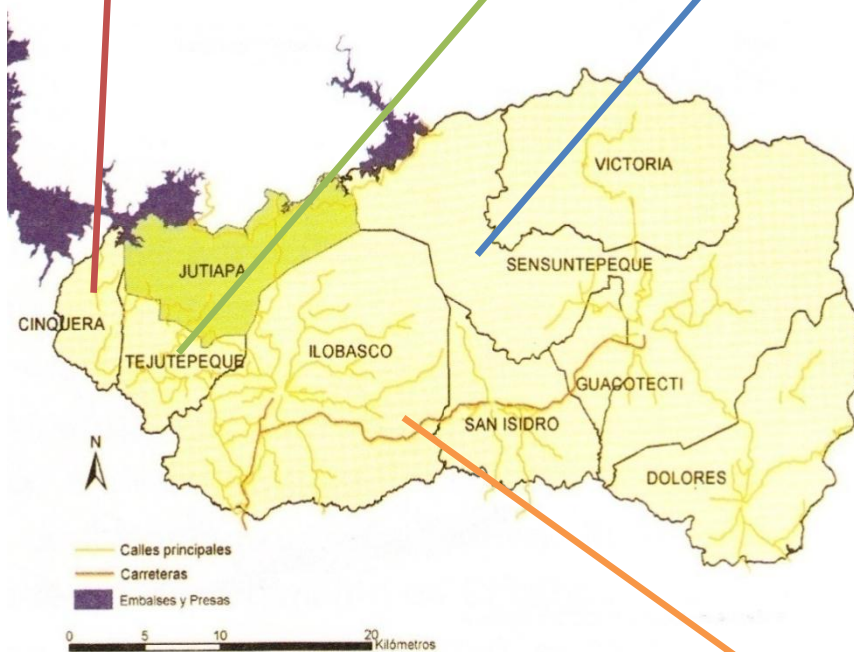 VICTORIA
SENSUNTEPEQUE
JUTIAPA
CINQUERA
TEJUTEPEQUE
ILOBASCO
GUACOTECTI
SAN ISIDRO
DOLORES
N
Calles principales
Carreteras
Embalses y Presas
0 5 10 20
Kilómetros